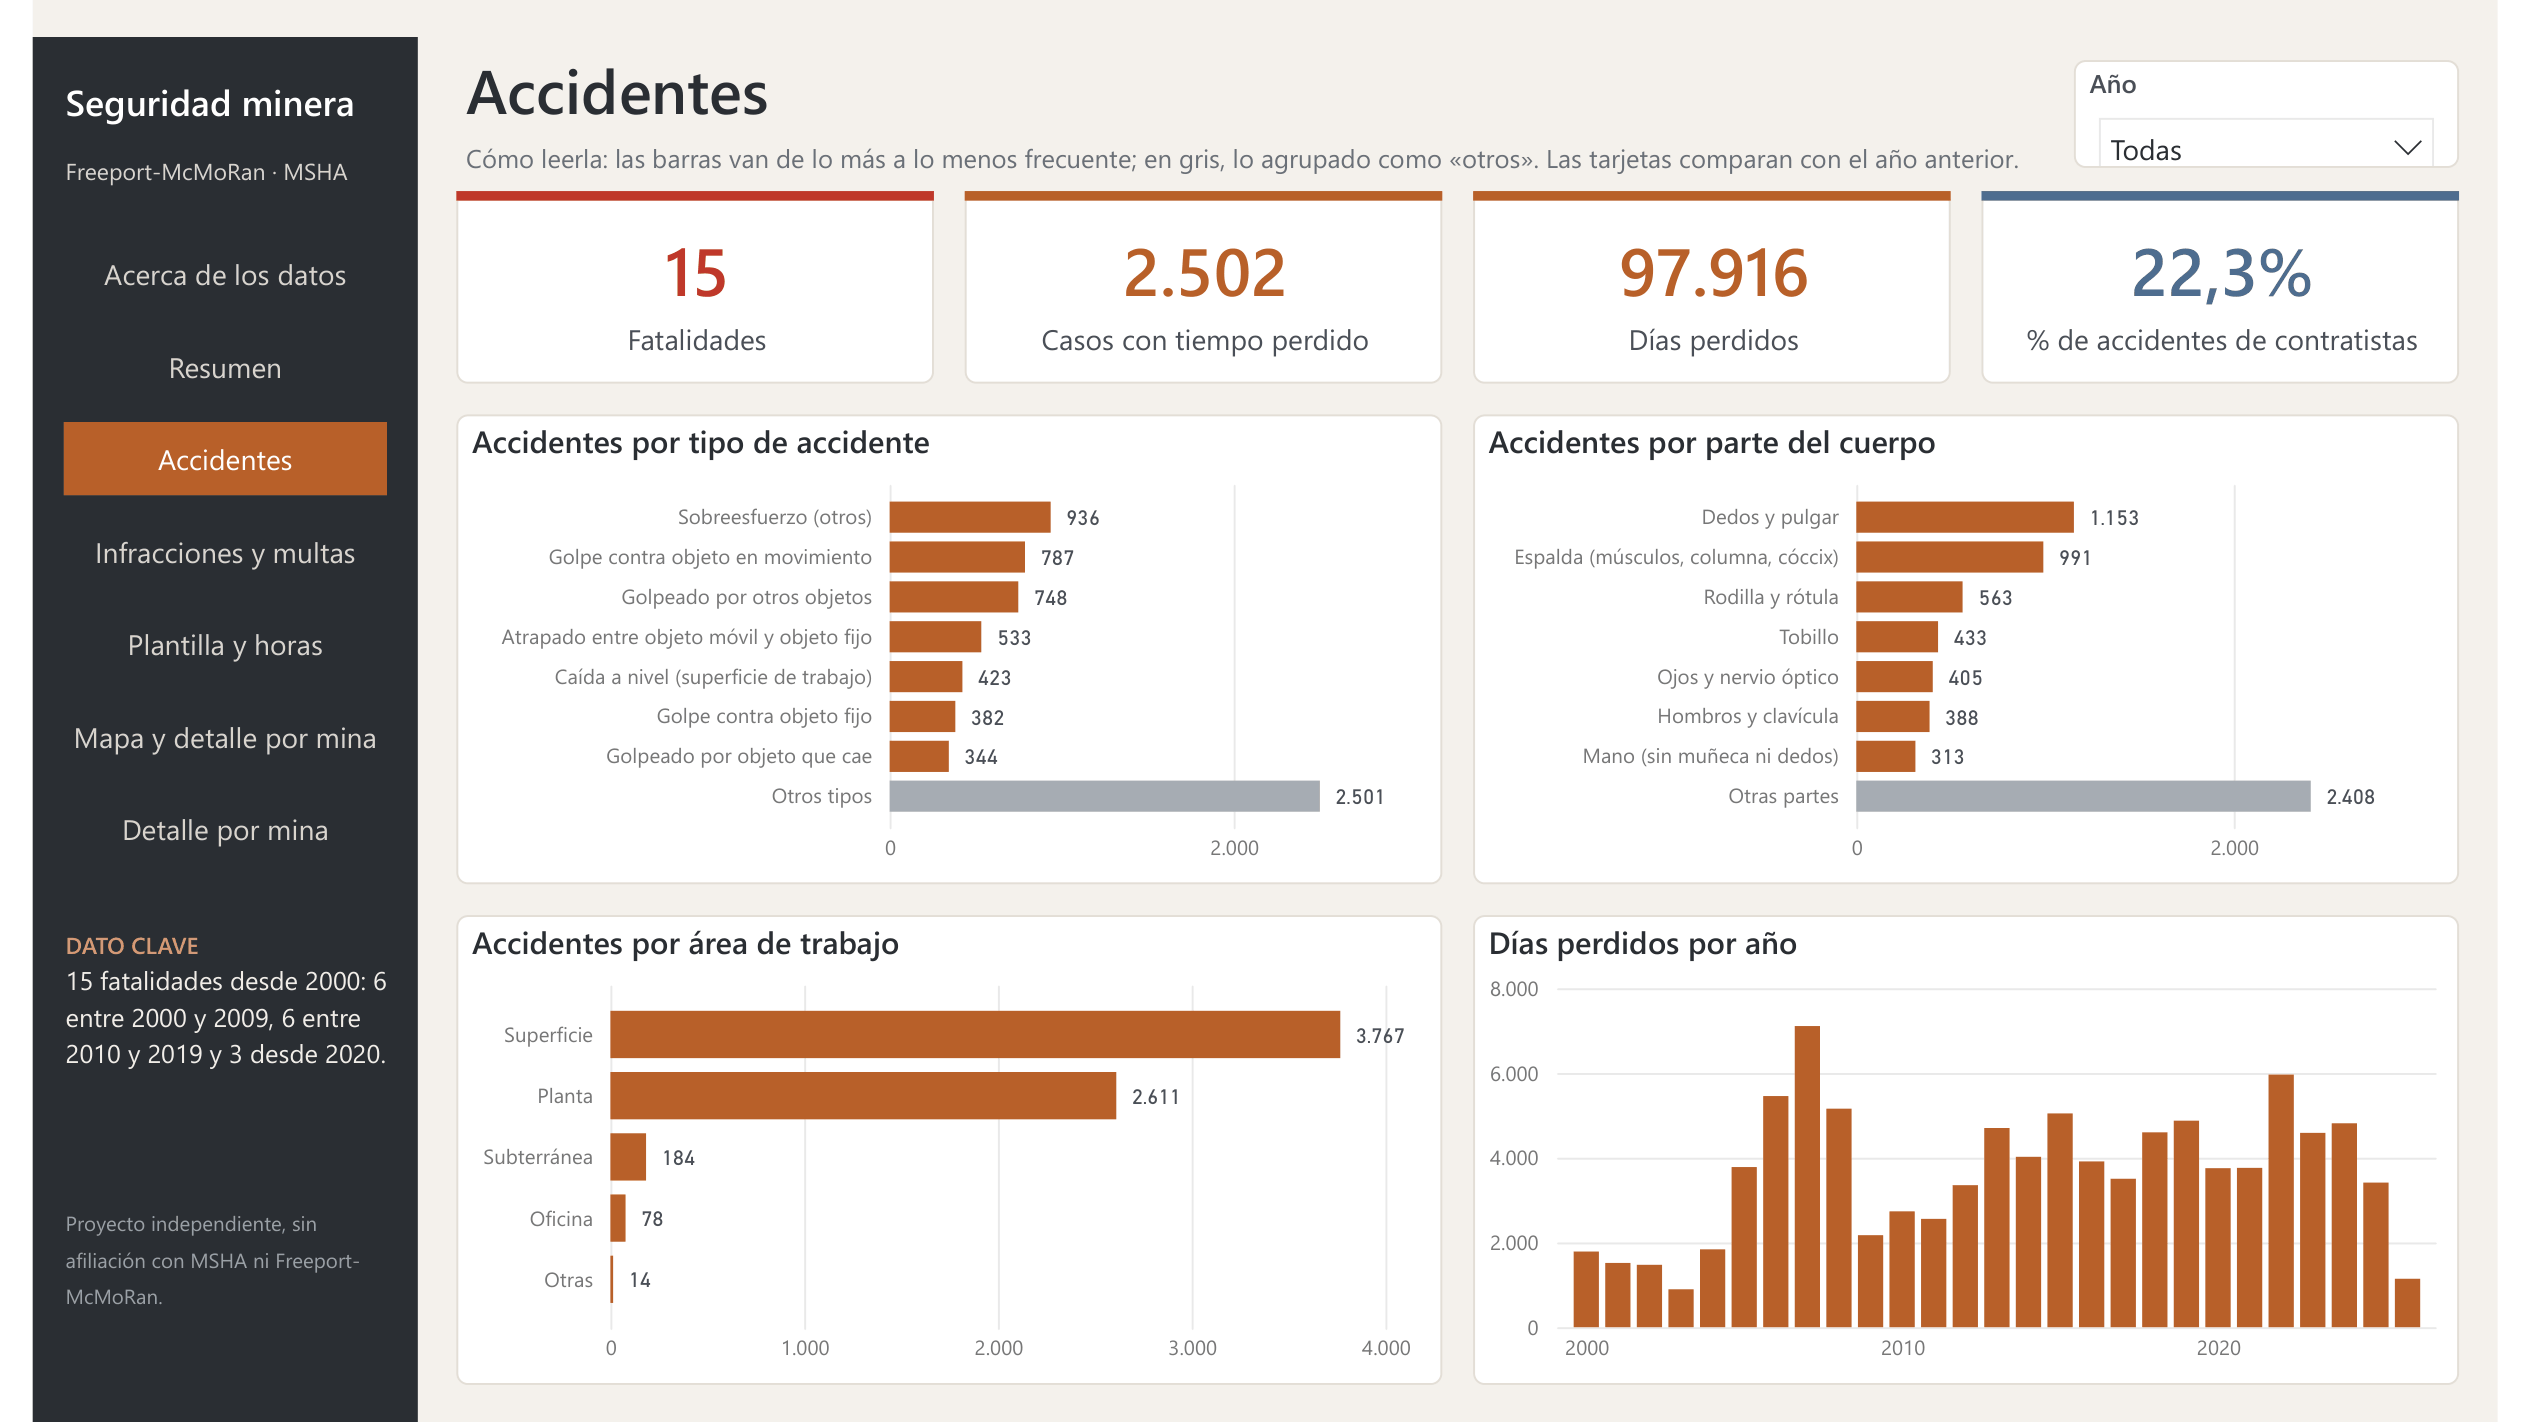 Seguridad minera
Freeport-McMoRan · MSHA
Acerca de los datos
Resumen
Accidentes
Infracciones y multas
Plantilla y horas
Mapa y detalle por mina
Detalle por mina
DATO CLAVE
15 fatalidades desde 2000: 6
entre 2000 y 2009, 6 entre
2010 y 2019 y 3 desde 2020.
Proyecto independiente, sin
afiliación con MSHA ni Freeport-
McMoRan.
Accidentes
Cómo leerla: las barras van de lo más a lo menos frecuente; en gris, lo agrupado como «otros». Las tarjetas comparan con el año anterior.
Año
Todas
15
Fatalidades
2.502
Casos con tiempo perdido
97.916
Días perdidos
22,3%
% de accidentes de contratistas
Accidentes por tipo de accidente
Sobreesfuerzo (otros) 936
Golpe contra objeto en movimiento 787
Golpeado por otros objetos 748
Atrapado entre objeto móvil y objeto fijo 533
Caída a nivel (superficie de trabajo) 423
Golpe contra objeto fijo 382
Golpeado por objeto que cae 344
Otros tipos 2.501
0 2.000
Accidentes por parte del cuerpo
Dedos y pulgar 1.153
Espalda (músculos, columna, cóccix) 991
Rodilla y rótula 563
Tobillo 433
Ojos y nervio óptico 405
Hombros y clavícula 388
Mano (sin muñeca ni dedos) 313
Otras partes 2.408
0 2.000
Accidentes por área de trabajo
Superficie 3.767
Planta 2.611
Subterránea 184
Oficina 78
Otras 14
0 1.000 2.000 3.000 4.000
Días perdidos por año
8.000
6.000
4.000
2.000
0
2000 2010 2020